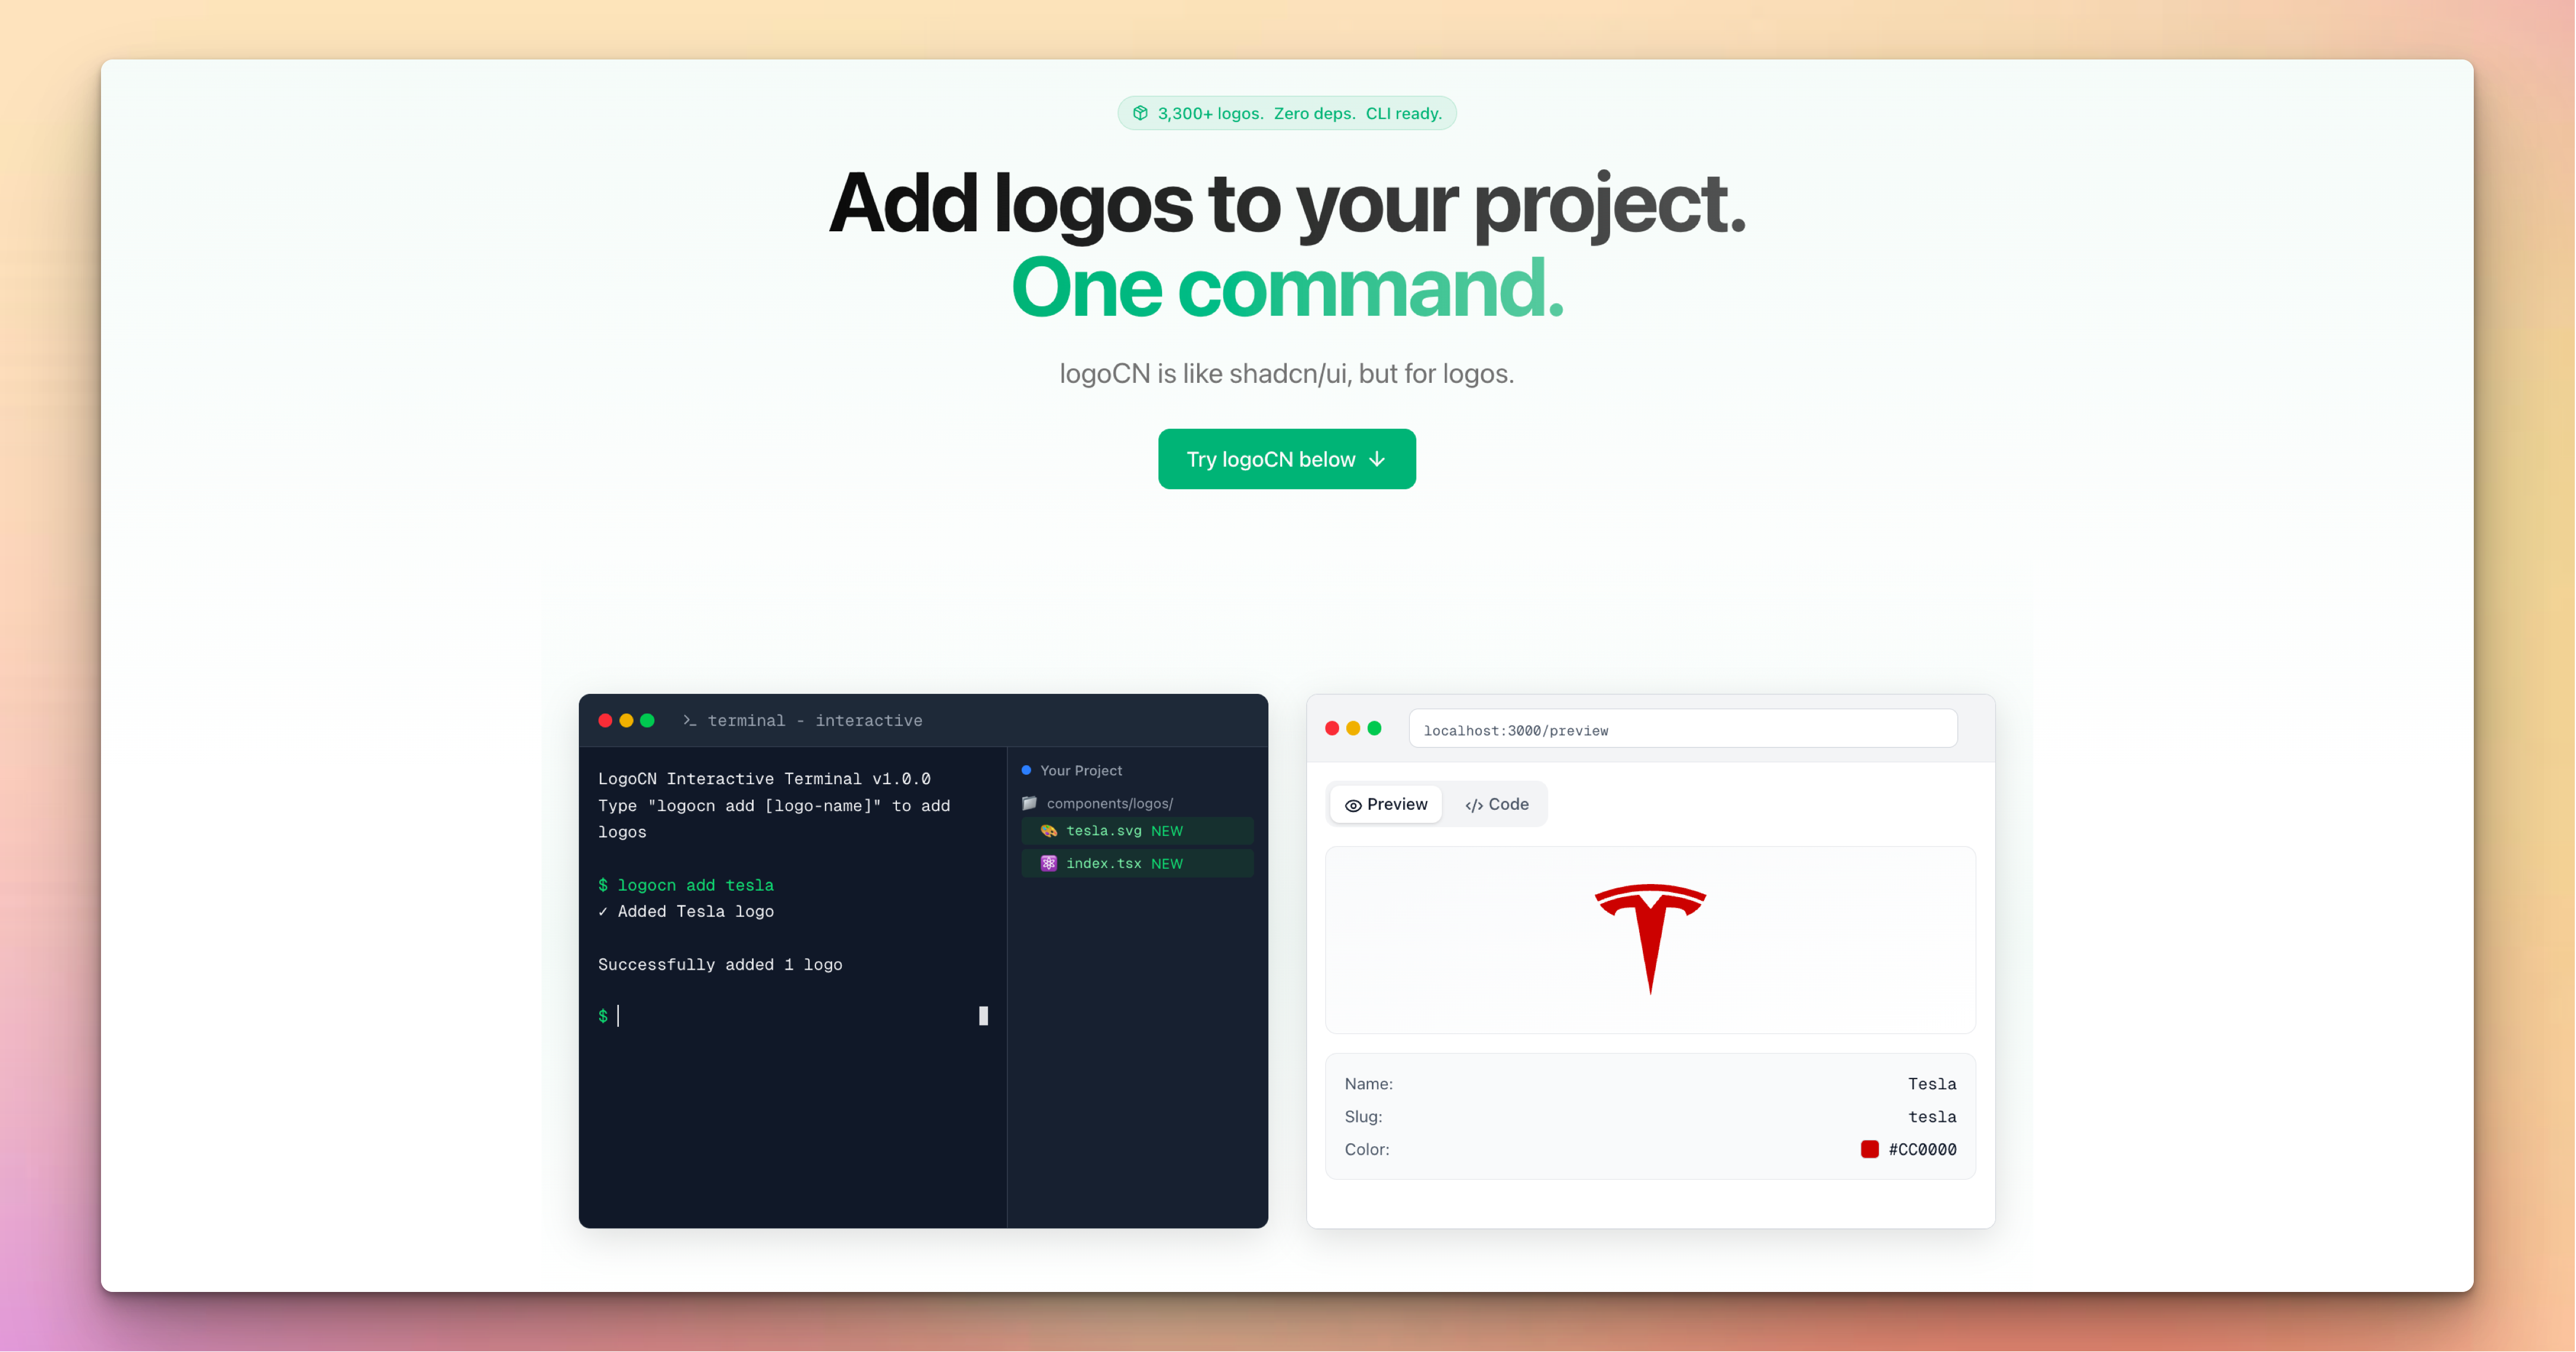 3,300+ logos. Zero deps. CLI ready.
Add logos to your project.
One command.
logoCN is like shadcn/ui, but for logos.
Try logoCN below ↓
>_ terminal - interactive
LogoCN Interactive Terminal v1.0.0
Type "logocn add [logo-name]" to add
logos
$ logocn add tesla
✓ Added Tesla logo
Successfully added 1 logo
$
Your Project
components/logos/
tesla.svg NEW
index.tsx NEW
localhost:3000/preview
Preview
</> Code
Name: Tesla
Slug: tesla
Color: #CC0000